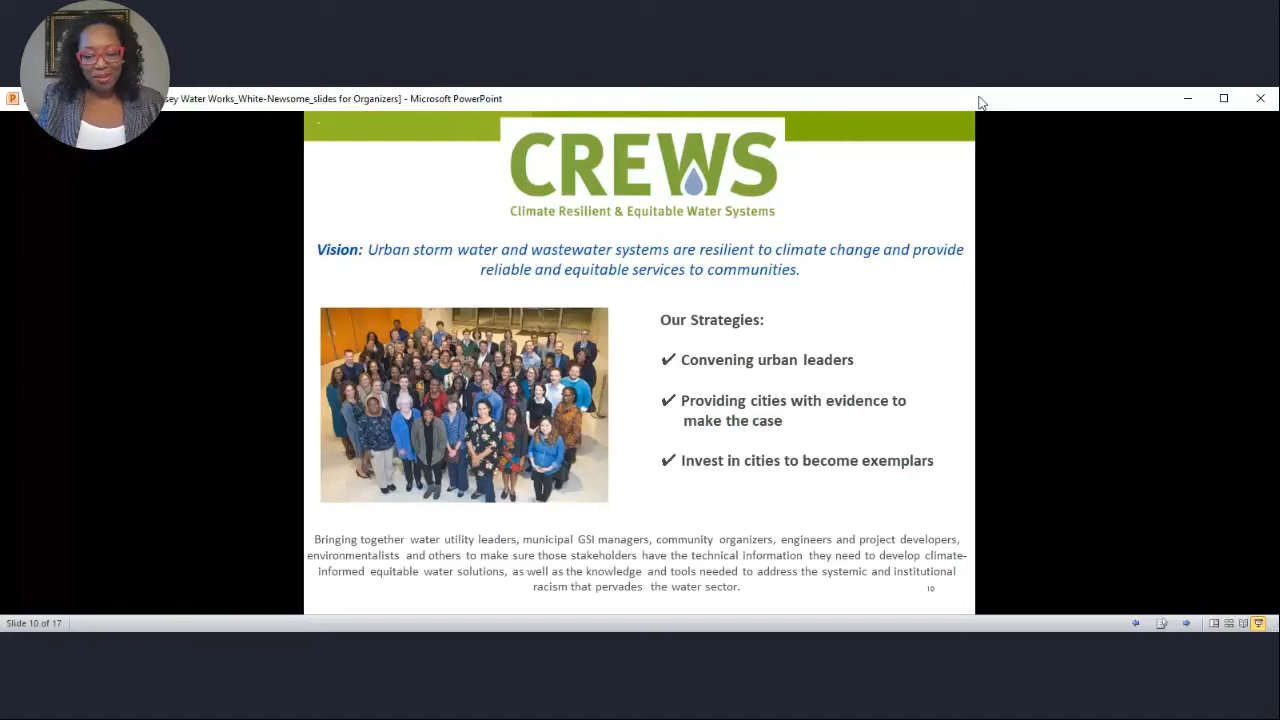 sey Water Works_White-Newsome_slides for Organizers] - Microsoft PowerPoint
CREWS
Climate Resilient & Equitable Water Systems
Vision: Urban storm water and wastewater systems are resilient to climate change and provide
reliable and equitable services to communities.
Our Strategies:
✔ Convening urban leaders
✔ Providing cities with evidence to
make the case
✔ Invest in cities to become exemplars
Bringing together water utility leaders, municipal GSI managers, community organizers, engineers and project developers,
environmentalists and others to make sure those stakeholders have the technical information they need to develop climate-
informed equitable water solutions, as well as the knowledge and tools needed to address the systemic and institutional
racism that pervades the water sector.
10
Slide 10 of 17